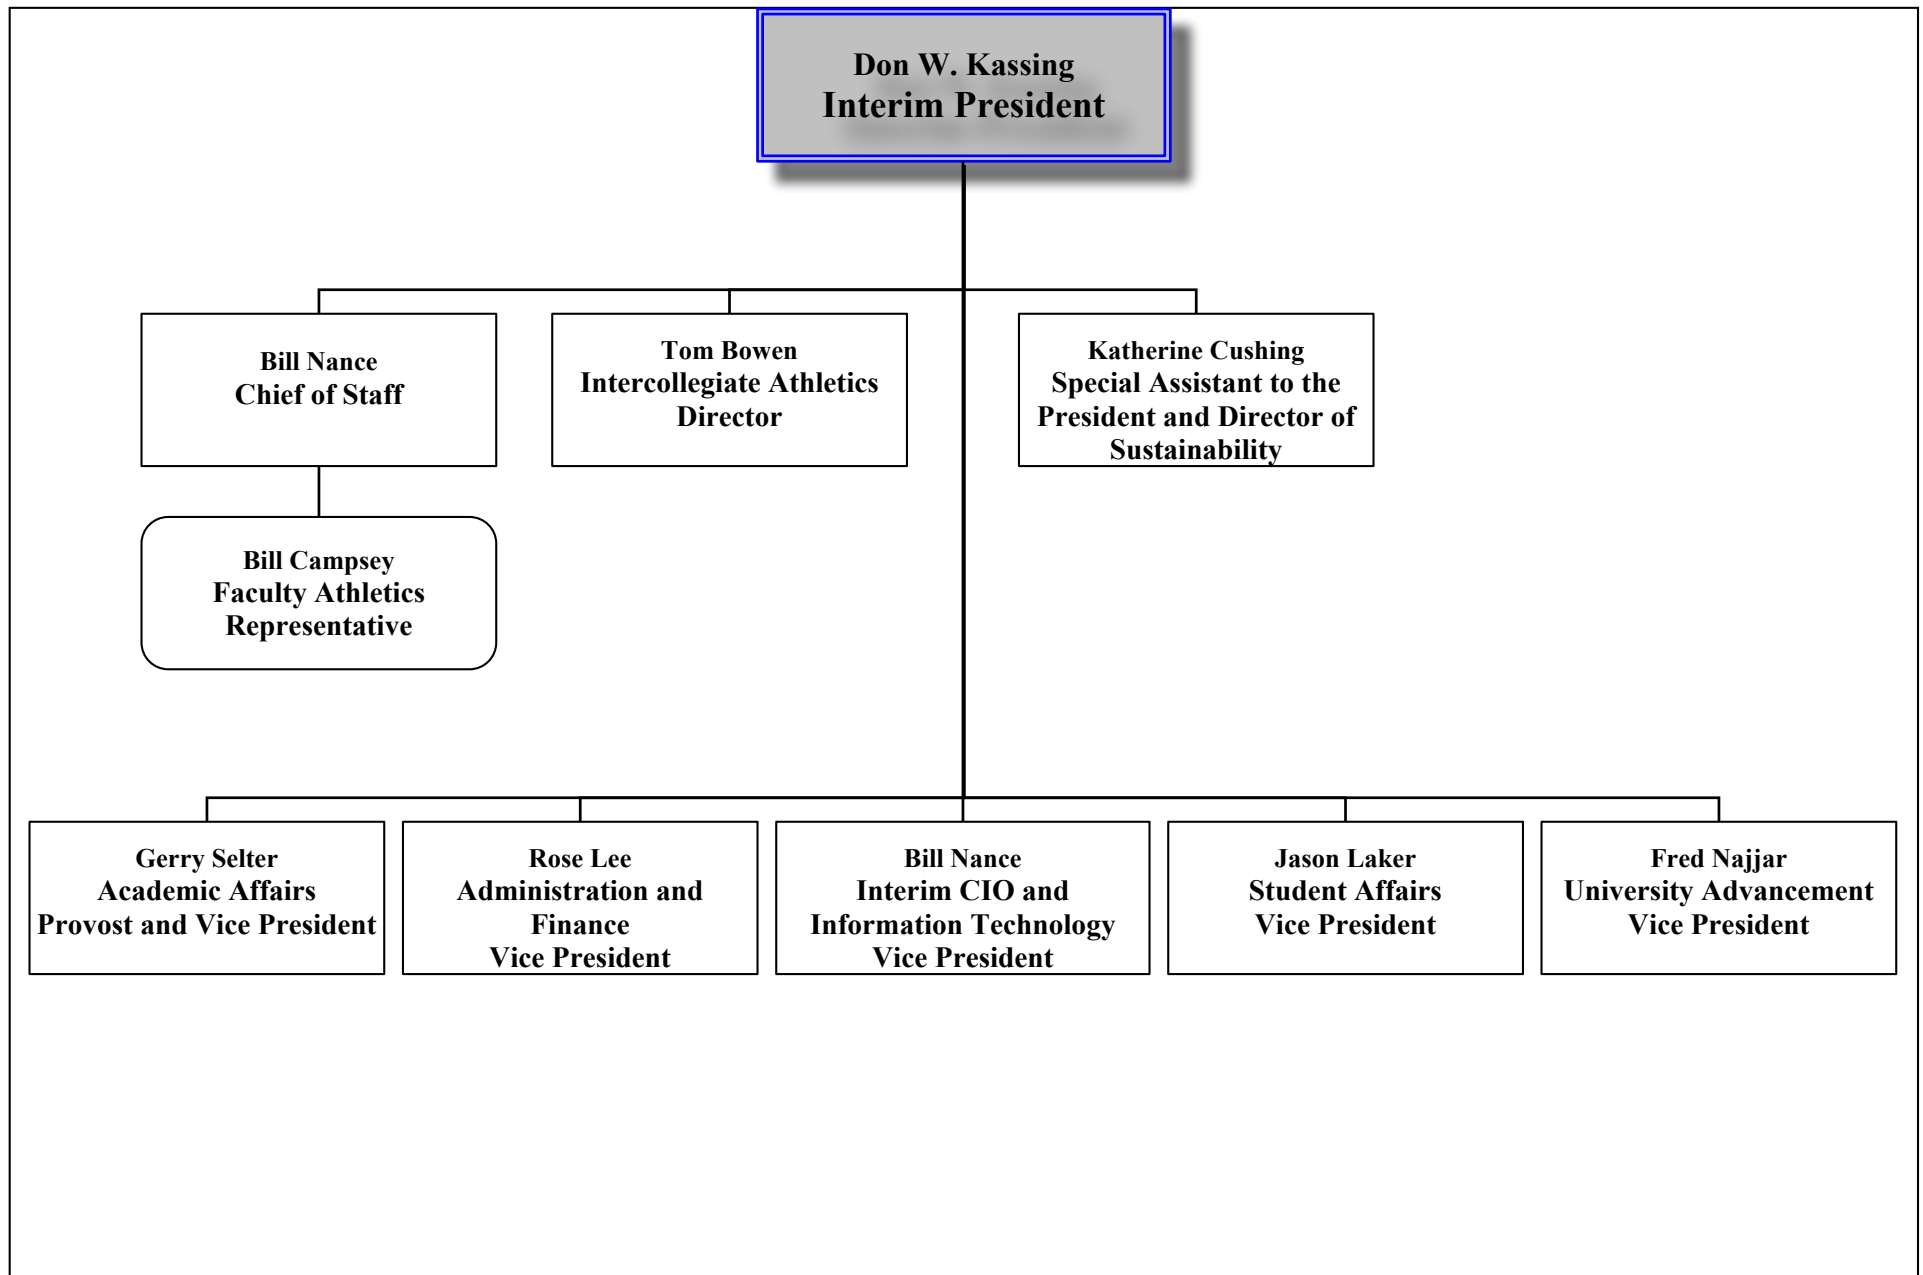 Don W. Kassing
Interim President
Bill Nance
Chief of Staff
Tom Bowen
Intercollegiate Athletics
Director
Katherine Cushing
Special Assistant to the
President and Director of
Sustainability
Bill Campsey
Faculty Athletics
Representative
Gerry Selter
Academic Affairs
Provost and Vice President
Rose Lee
Administration and
Finance
Vice President
Bill Nance
Interim CIO and
Information Technology
Vice President
Jason Laker
Student Affairs
Vice President
Fred Najjar
University Advancement
Vice President